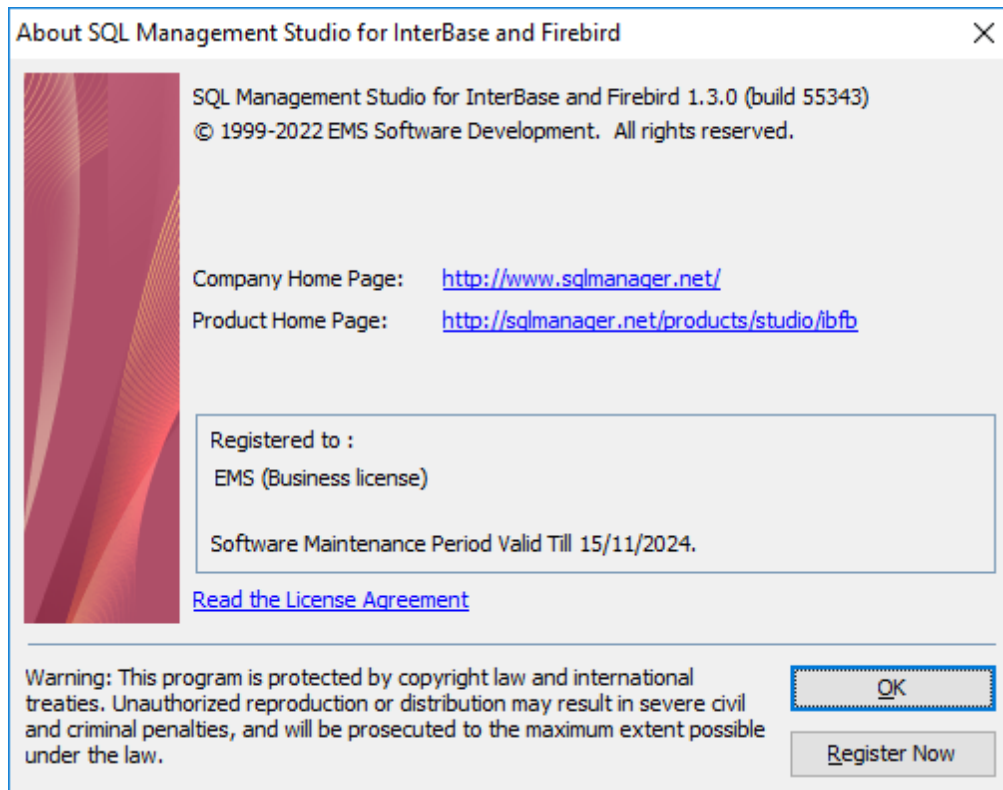 About SQL Management Studio for InterBase and Firebird
SQL Management Studio for InterBase and Firebird 1.3.0 (build 55343)
© 1999-2022 EMS Software Development.  All rights reserved.
Company Home Page: http://www.sqlmanager.net/
Product Home Page: http://sqlmanager.net/products/studio/ibfb
Registered to :
EMS (Business license)
Software Maintenance Period Valid Till 15/11/2024.
Read the License Agreement
Warning: This program is protected by copyright law and international
treaties. Unauthorized reproduction or distribution may result in severe civil
and criminal penalties, and will be prosecuted to the maximum extent possible
under the law.
OK
Register Now